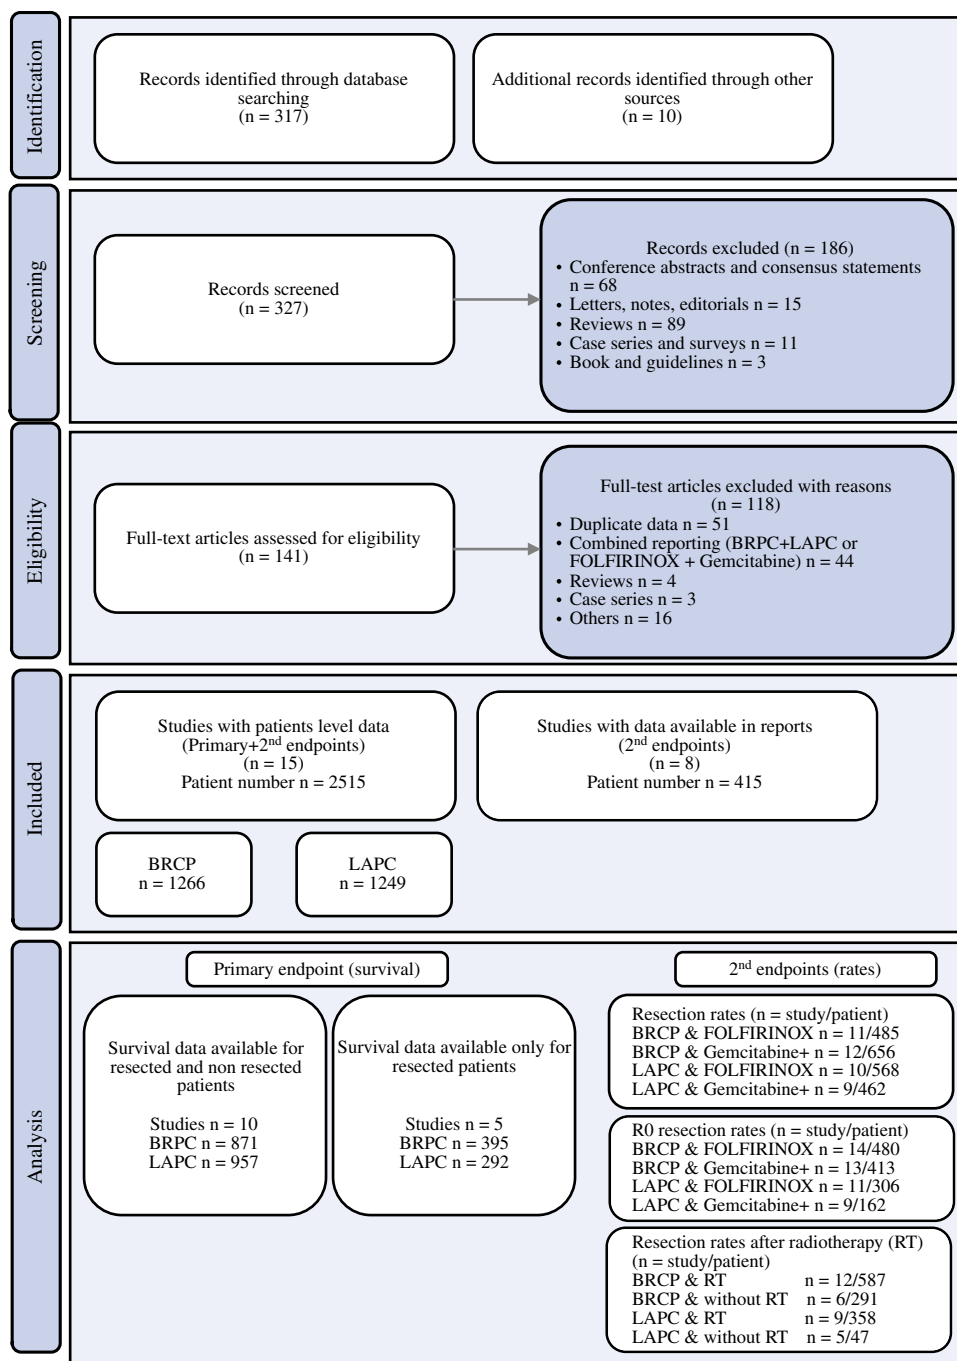 Identification
Records identified through database
searching
(n = 317)
Additional records identified through other
sources
(n = 10)
Screening
Records screened
(n = 327)
Records excluded (n = 186)
• Conference abstracts and consensus statements
n = 68
• Letters, notes, editorials n = 15
• Reviews n = 89
• Case series and surveys n = 11
• Book and guidelines n = 3
Eligibility
Full-text articles assessed for eligibility
(n = 141)
Full-test articles excluded with reasons
(n = 118)
• Duplicate data n = 51
• Combined reporting (BRPC+LAPC or
FOLFIRINOX + Gemcitabine) n = 44
• Reviews n = 4
• Case series n = 3
• Others n = 16
Included
Studies with patients level data
(Primary+2nd endpoints)
(n = 15)
Patient number n = 2515
Studies with data available in reports
(2nd endpoints)
(n = 8)
Patient number n = 415
BRCP
n = 1266
LAPC
n = 1249
Analysis
Primary endpoint (survival)
Survival data available for
resected and non resected
patients
Studies n = 10
BRPC n = 871
LAPC n = 957
Survival data available only for
resected patients
Studies n = 5
BRPC n = 395
LAPC n = 292
2nd endpoints (rates)
Resection rates (n = study/patient)
BRCP & FOLFIRINOX n = 11/485
BRCP & Gemcitabine+ n = 12/656
LAPC & FOLFIRINOX n = 10/568
LAPC & Gemcitabine+ n = 9/462
R0 resection rates (n = study/patient)
BRCP & FOLFIRINOX n = 14/480
BRCP & Gemcitabine+ n = 13/413
LAPC & FOLFIRINOX n = 11/306
LAPC & Gemcitabine+ n = 9/162
Resection rates after radiotherapy (RT)
(n = study/patient)
BRCP & RT n = 12/587
BRCP & without RT n = 6/291
LAPC & RT n = 9/358
LAPC & without RT n = 5/47